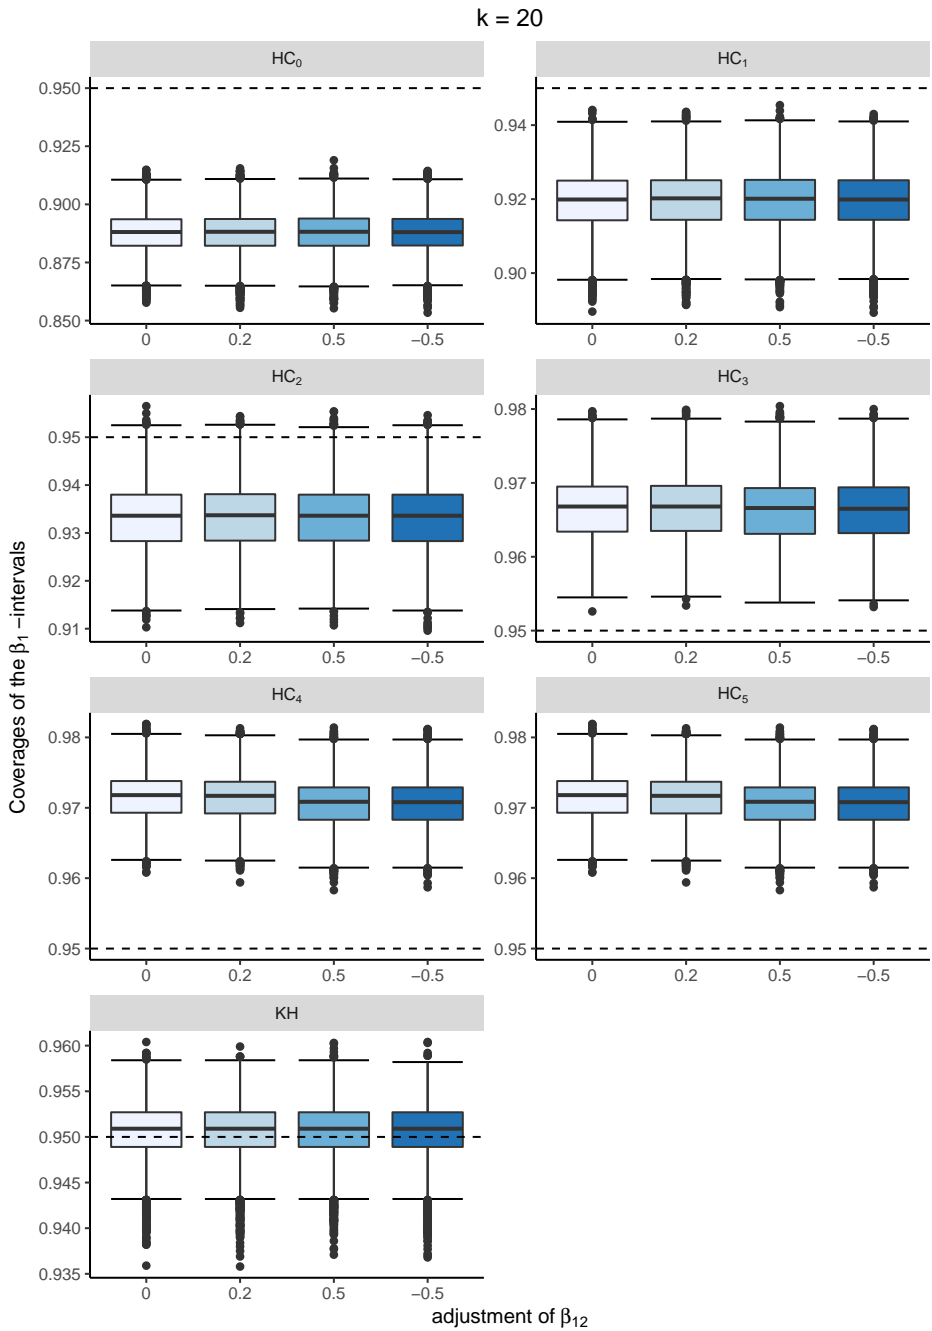 k = 20
HC₀
HC₁
0.950
0.925
0.900
0.875
0.850
0.94
0.92
0.90
0 0.2 0.5 −0.5
0 0.2 0.5 −0.5
HC₂
HC₃
0.95
0.94
0.93
0.92
0.91
0.98
0.97
0.96
0.95
0 0.2 0.5 −0.5
0 0.2 0.5 −0.5
HC₄
HC₅
0.98
0.97
0.96
0.95
0.98
0.97
0.96
0.95
0 0.2 0.5 −0.5
0 0.2 0.5 −0.5
KH
0.960
0.955
0.950
0.945
0.940
0.935
0 0.2 0.5 −0.5
Coverages of the β₁ −intervals
adjustment of β₁₂